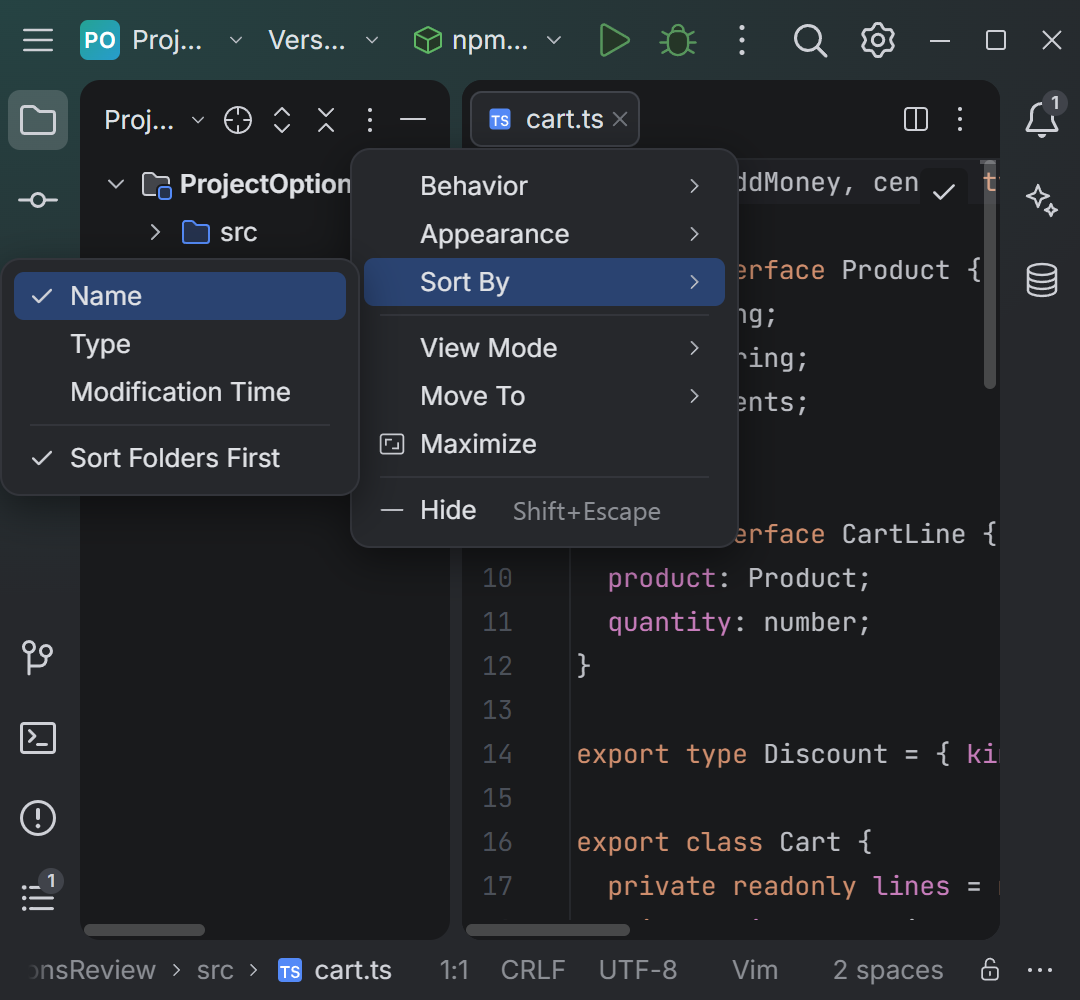 PO Proj... Vers... npm...
Proj...
TS cart.ts
1
ProjectOption
src
Behavior
Appearance
Sort By
View Mode
Move To
Maximize
Hide Shift+Escape
Name
Type
Modification Time
Sort Folders First
ddMoney, cen
erface Product {
ng;
ring;
ents;
erface CartLine {
10 product: Product;
11 quantity: number;
12 }
13
14 export type Discount = { ki
15
16 export class Cart {
17 private readonly lines =
1
onsReview > src > TS cart.ts 1:1 CRLF UTF-8 Vim 2 spaces